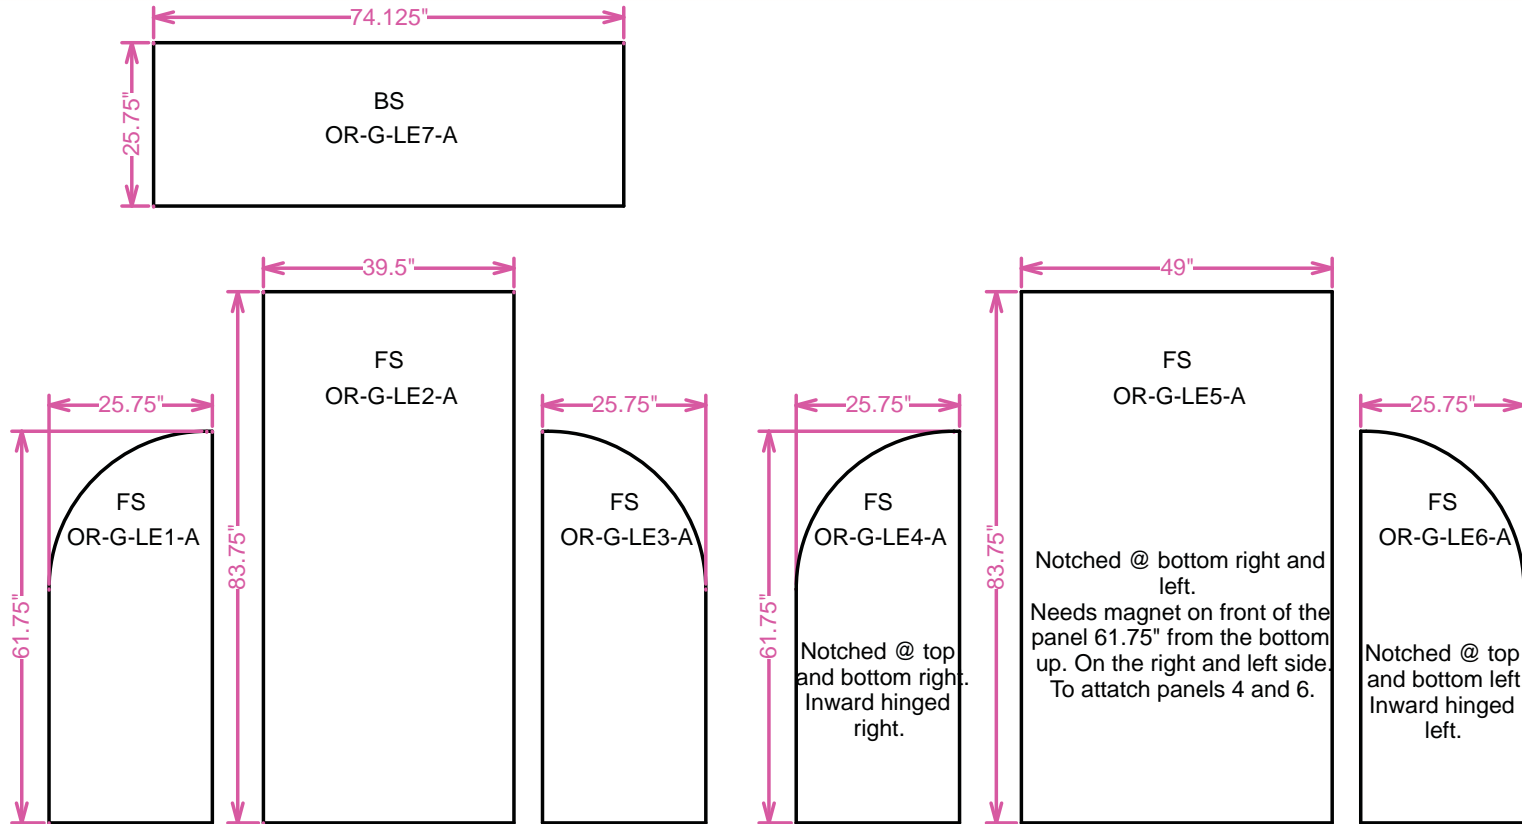 74.125"
25.75"
BS
OR-G-LE7-A
39.5"
83.75"
FS
OR-G-LE2-A
25.75"
61.75"
FS
OR-G-LE1-A
25.75"
FS
OR-G-LE3-A
25.75"
61.75"
FS
OR-G-LE4-A
Notched @ top
and bottom right.
Inward hinged
right.
49"
83.75"
FS
OR-G-LE5-A
Notched @ bottom right and
left.
Needs magnet on front of the
panel 61.75" from the bottom
up. On the right and left side.
To attatch panels 4 and 6.
25.75"
FS
OR-G-LE6-A
Notched @ top
and bottom left
Inward hinged
left.